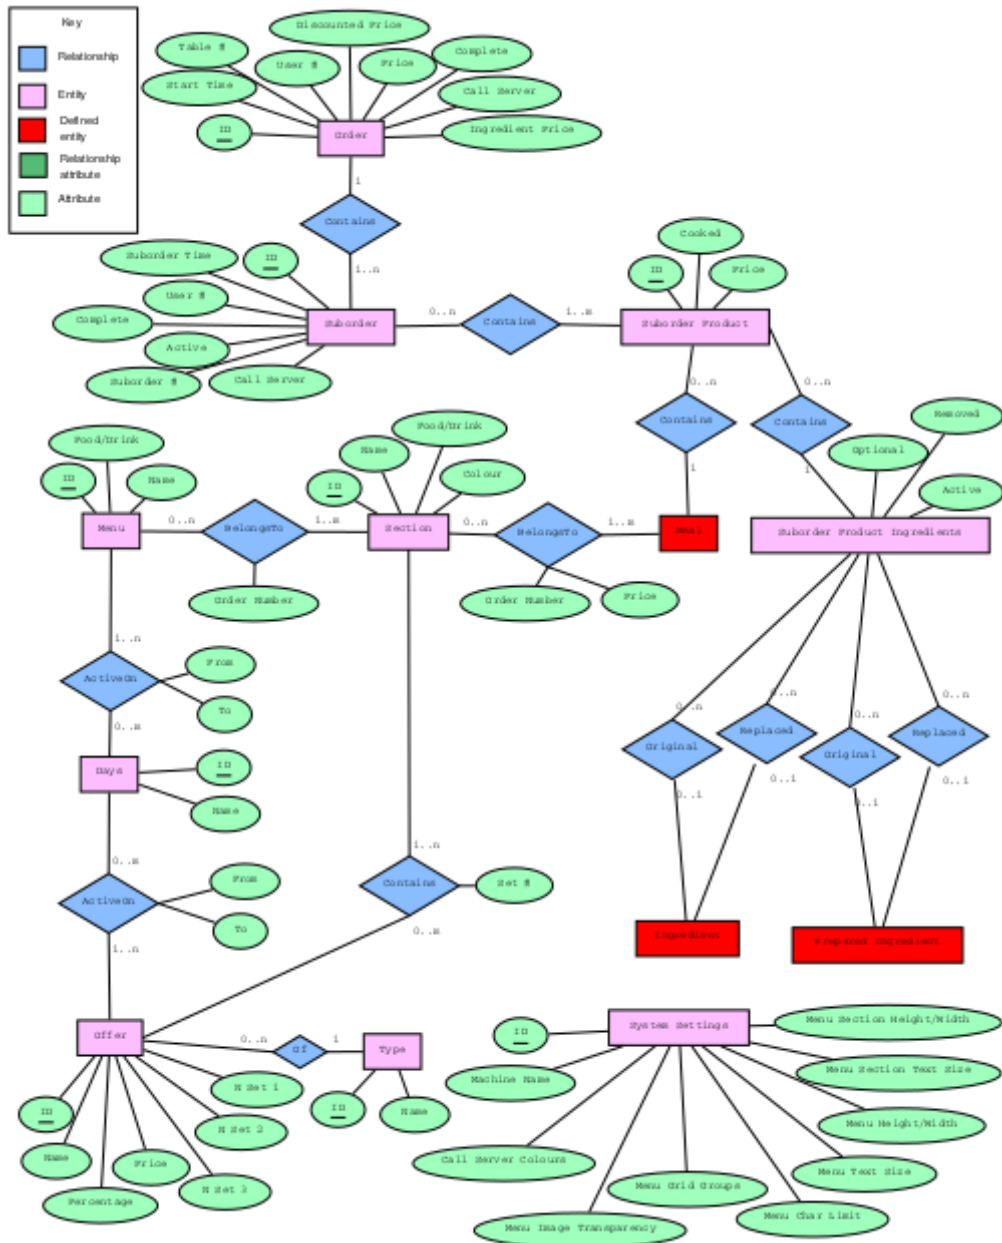 Key
Relationship
Entity
Defined
entity
Relationship
attribute
Attribute
Discounted Price
Table #
User #
Price
Complete
Start Time
Call Server
ID
Order
Ingredient Price
1
Contains
1..n
Suborder Time
ID
User #
Complete
Suborder
Active
Suborder #
Call Server
0..n
Contains
1..m
Cooked
ID
Price
Suborder Product
0..n
0..n
Contains
Contains
1
1
Removed
Optional
Active
Suborder Product Ingredients
Food/Drink
ID
Name
Menu
0..n
BelongsTo
1..m
Order Number
Food/Drink
Name
Colour
ID
Section
0..n
BelongsTo
1..m
Order Number
Price
Meal
1..n
ActiveOn
From
To
0..m
Days
ID
Name
0..m
ActiveOn
From
To
1..n
1..n
Contains
Set #
0..m
0..n
0..n
0..n
0..n
Original
Replaced
Original
Replaced
0..1
0..1
0..1
0..1
Ingredient
Prepared Ingredient
Offer
0..n
Of
1
Type
ID
Name
N Set 1
N Set 2
N Set 3
ID
Name
Price
Percentage
System Settings
ID
Machine Name
Call Server Colours
Menu Image Transparency
Menu Grid Groups
Menu Char Limit
Menu Text Size
Menu Height/Width
Menu Section Text Size
Menu Section Height/Width